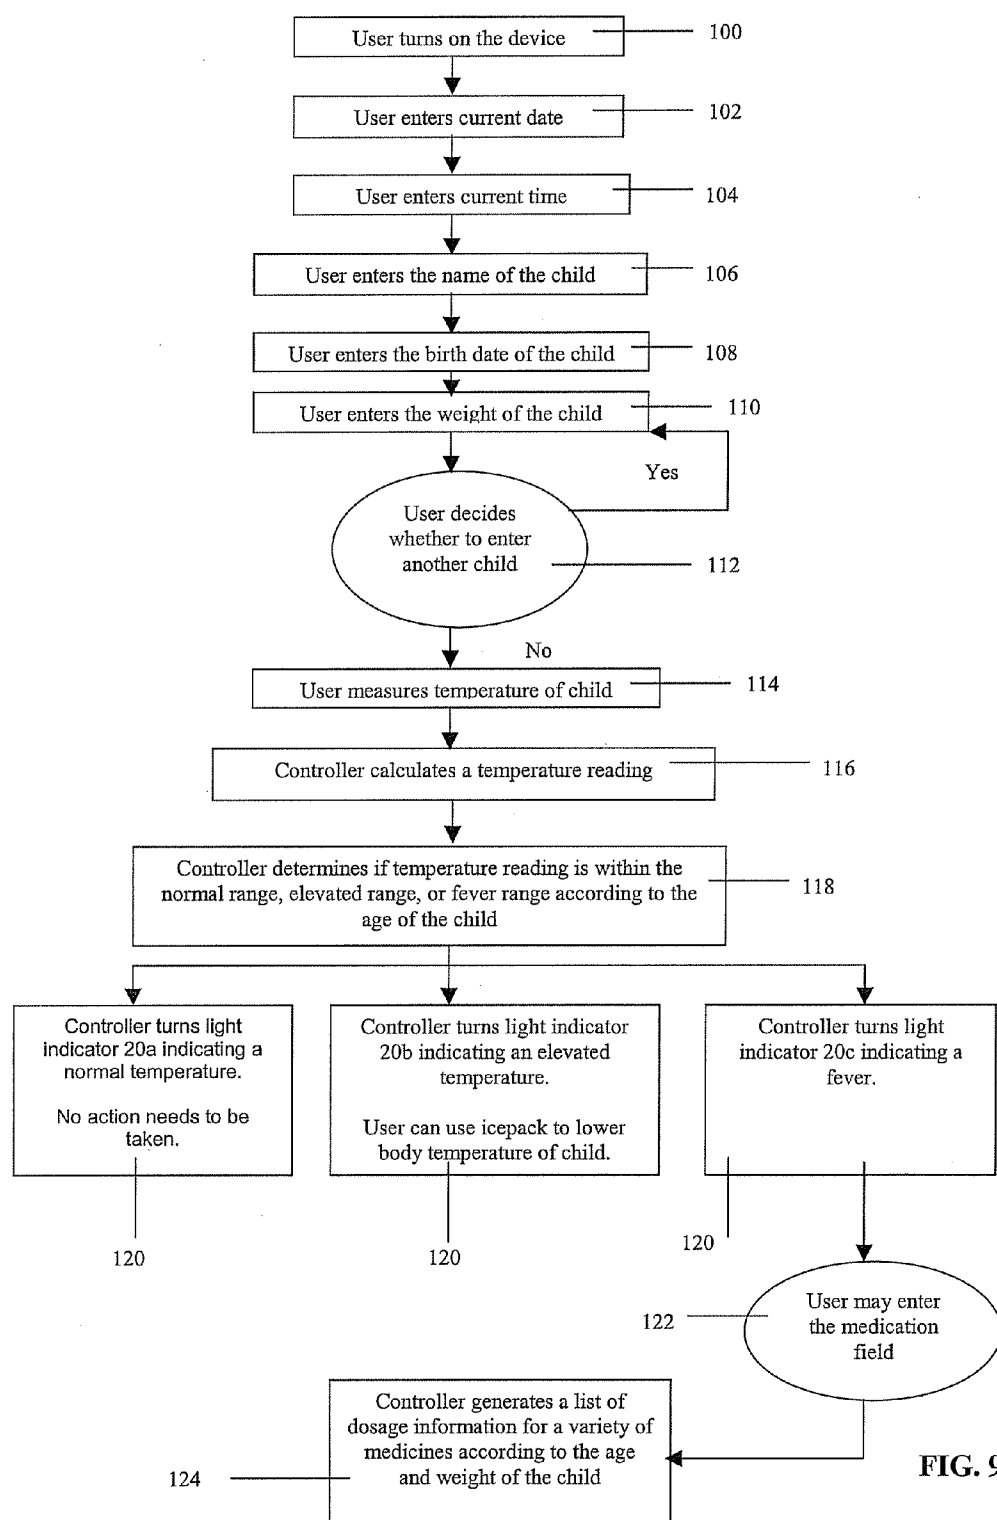 User turns on the device
100
User enters current date
102
User enters current time
104
User enters the name of the child
106
User enters the birth date of the child
108
User enters the weight of the child
110
Yes
User decides
whether to enter
another child
112
No
User measures temperature of child
114
Controller calculates a temperature reading
116
Controller determines if temperature reading is within the
normal range, elevated range, or fever range according to the
age of the child
118
Controller turns light
indicator 20a indicating a
normal temperature.
No action needs to be
taken.
120
Controller turns light indicator
20b indicating an elevated
temperature.
User can use icepack to lower
body temperature of child.
120
Controller turns light
indicator 20c indicating a
fever.
120
User may enter
the medication
field
122
Controller generates a list of
dosage information for a variety of
medicines according to the age
and weight of the child
124
FIG. 9